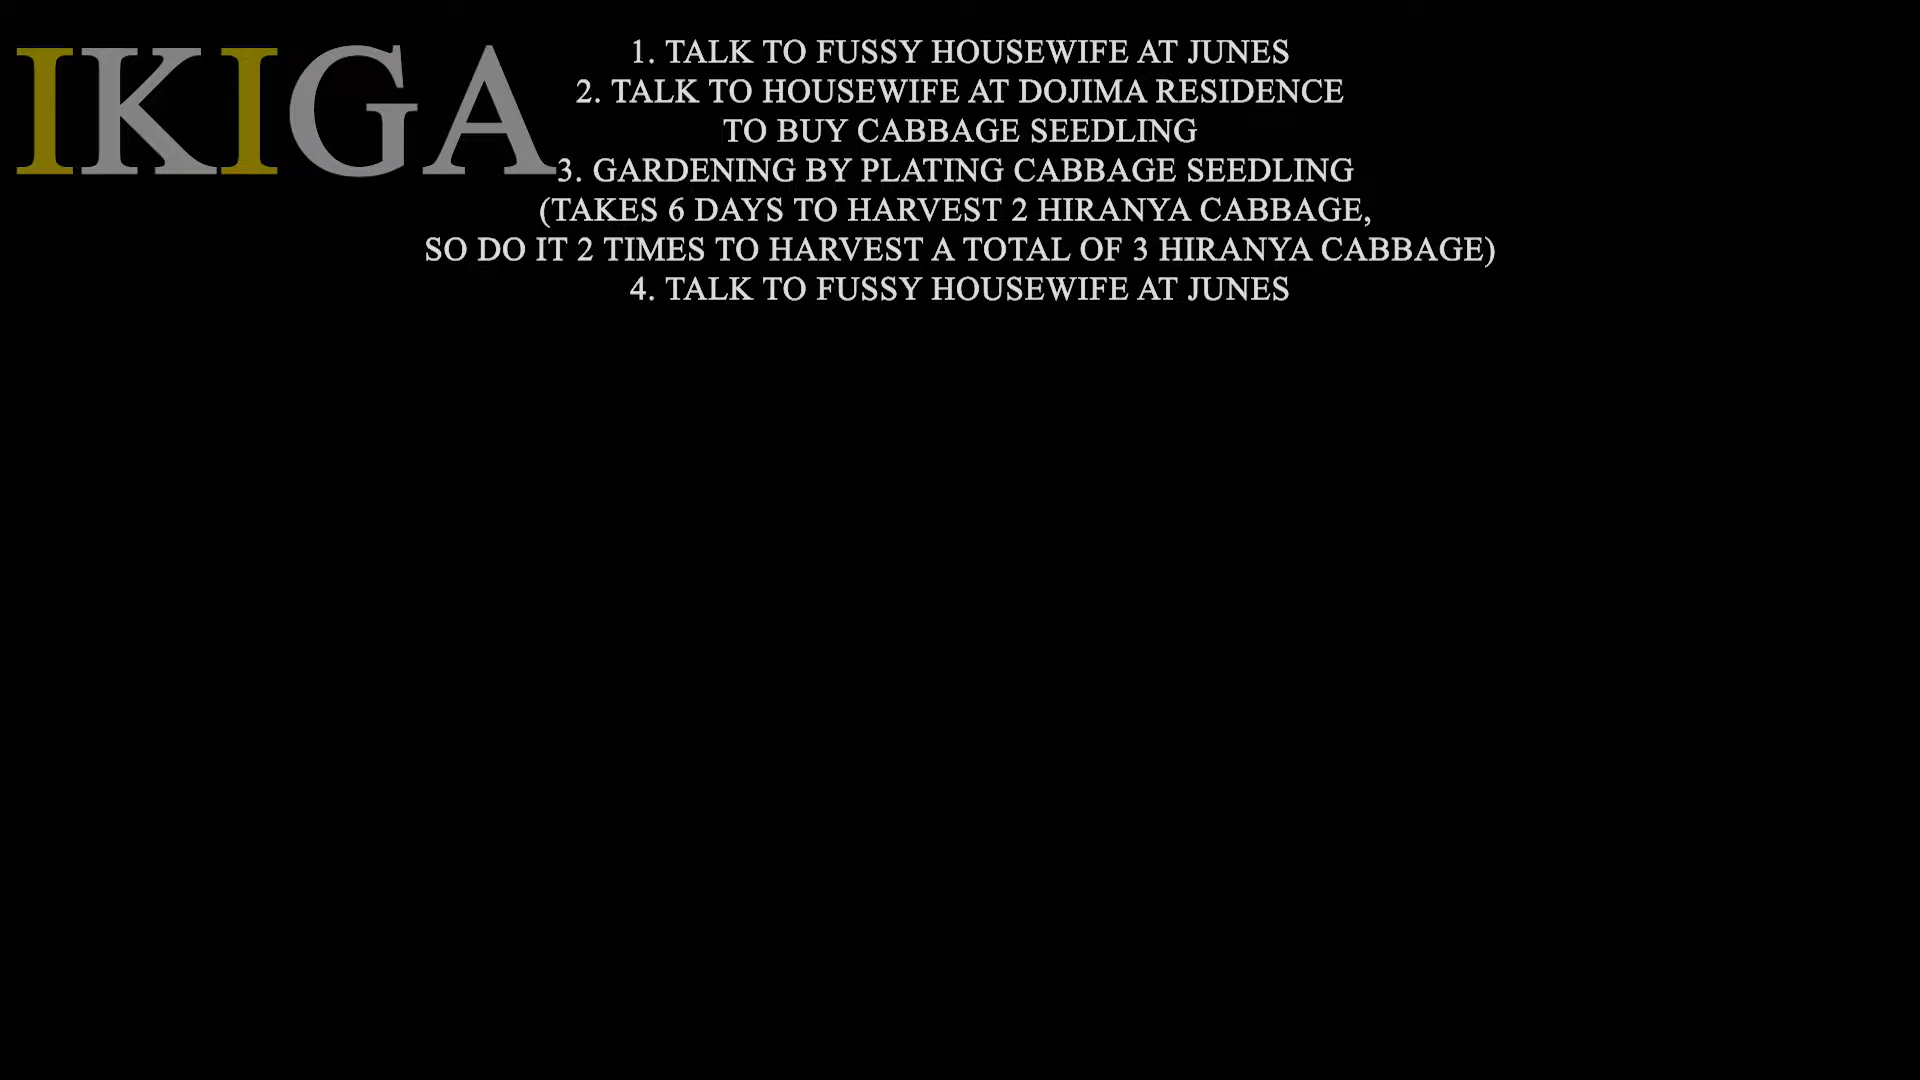 IKIGA
1. TALK TO FUSSY HOUSEWIFE AT JUNES
2. TALK TO HOUSEWIFE AT DOJIMA RESIDENCE
TO BUY CABBAGE SEEDLING
3. GARDENING BY PLATING CABBAGE SEEDLING
(TAKES 6 DAYS TO HARVEST 2 HIRANYA CABBAGE,
SO DO IT 2 TIMES TO HARVEST A TOTAL OF 3 HIRANYA CABBAGE)
4. TALK TO FUSSY HOUSEWIFE AT JUNES